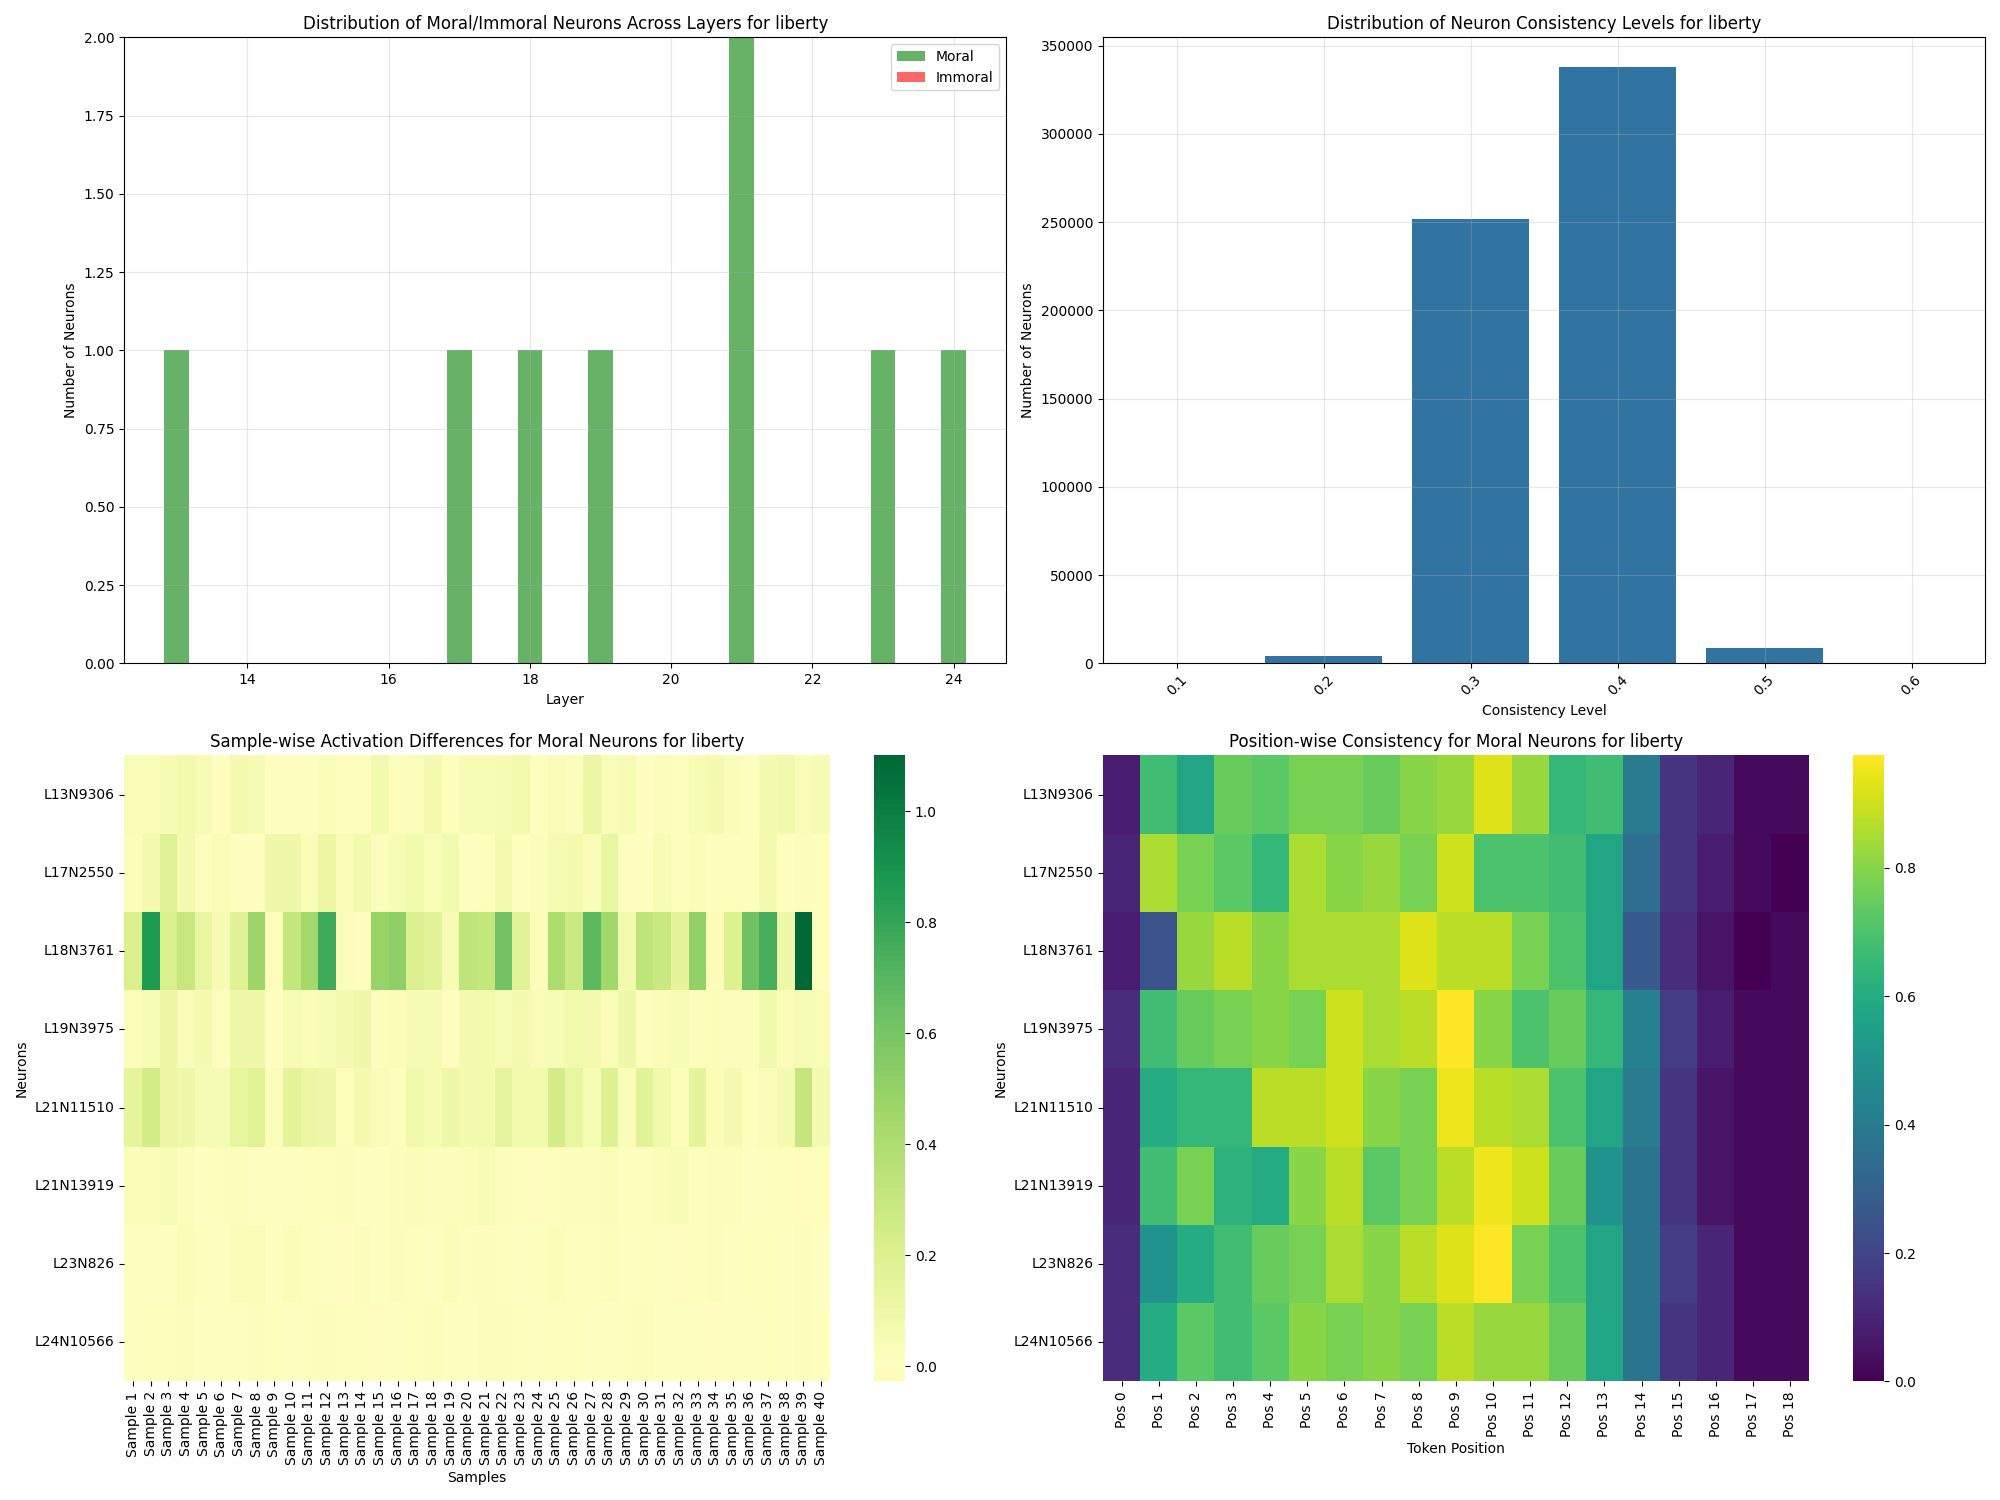 Distribution of Moral/Immoral Neurons Across Layers for liberty
Number of Neurons
2.00
1.75
1.50
1.25
1.00
0.75
0.50
0.25
0.00
Moral
Immoral
14 16 18 20 22 24
Layer
Distribution of Neuron Consistency Levels for liberty
Number of Neurons
350000
300000
250000
200000
150000
100000
50000
0
0.1 0.2 0.3 0.4 0.5 0.6
Consistency Level
Sample-wise Activation Differences for Moral Neurons for liberty
Neurons
L13N9306
L17N2550
L18N3761
L19N3975
L21N11510
L21N13919
L23N826
L24N10566
Sample 1
Sample 2
Sample 3
Sample 4
Sample 5
Sample 6
Sample 7
Sample 8
Sample 9
Sample 10
Sample 11
Sample 12
Sample 13
Sample 14
Sample 15
Sample 16
Sample 17
Sample 18
Sample 19
Sample 20
Sample 21
Sample 22
Sample 23
Sample 24
Sample 25
Sample 26
Sample 27
Sample 28
Sample 29
Sample 30
Sample 31
Sample 32
Sample 33
Sample 34
Sample 35
Sample 36
Sample 37
Sample 38
Sample 39
Sample 40
Samples
1.0
0.8
0.6
0.4
0.2
0.0
Position-wise Consistency for Moral Neurons for liberty
Neurons
L13N9306
L17N2550
L18N3761
L19N3975
L21N11510
L21N13919
L23N826
L24N10566
Pos 0
Pos 1
Pos 2
Pos 3
Pos 4
Pos 5
Pos 6
Pos 7
Pos 8
Pos 9
Pos 10
Pos 11
Pos 12
Pos 13
Pos 14
Pos 15
Pos 16
Pos 17
Pos 18
Token Position
0.8
0.6
0.4
0.2
0.0